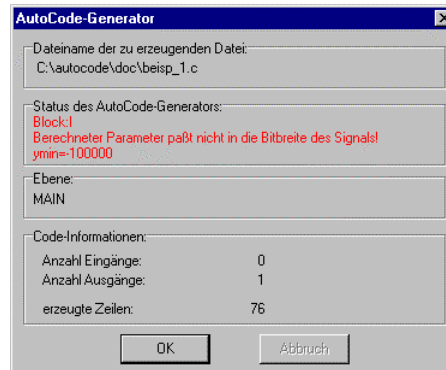 AutoCode-Generator
Dateiname der zu erzeugenden Datei:
C:\autocode\doc\beisp_1.c
Status des AutoCode-Generators:
Block:I
Berechneter Parameter paßt nicht in die Bitbreite des Signals!
ymin=-100000
Ebene:
MAIN
Code-Informationen:
Anzahl Eingänge: 0
Anzahl Ausgänge: 1
erzeugte Zeilen: 76
OK Abbruch